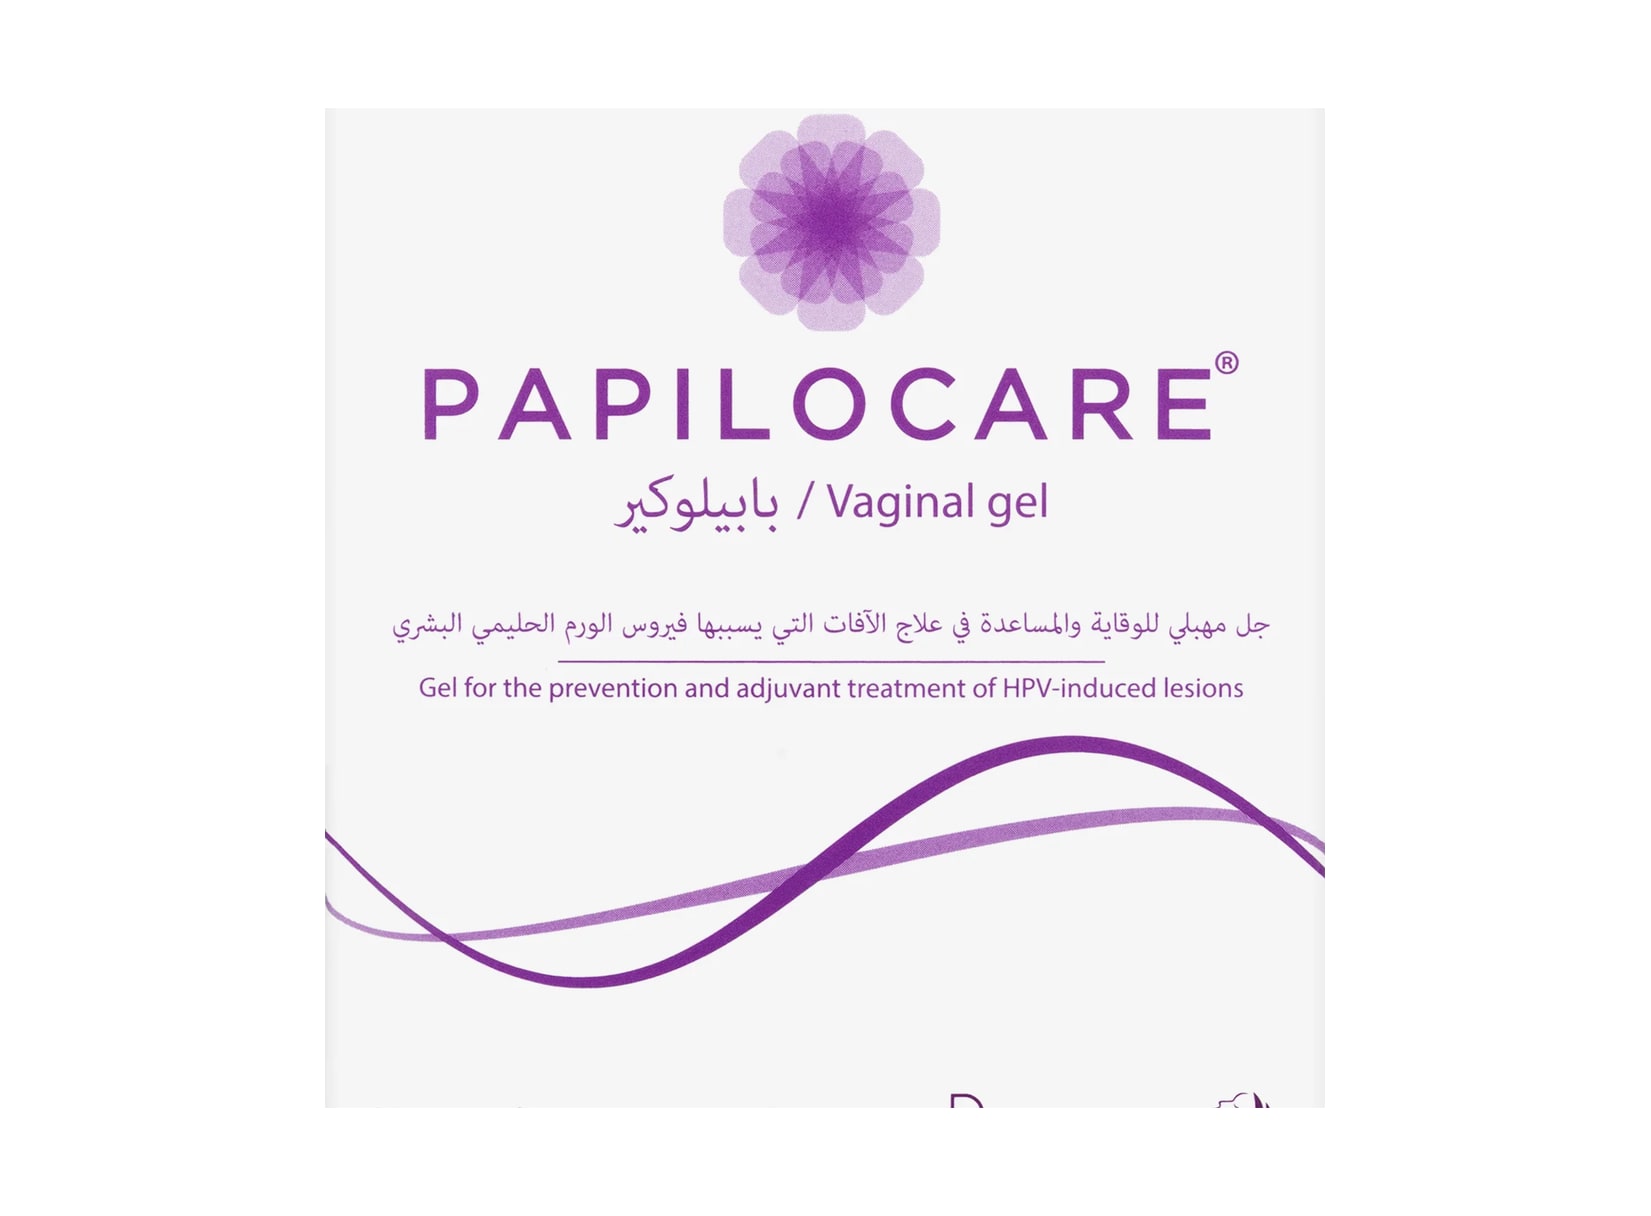 PAPILOCARE®
بابيلوكير / Vaginal gel
جل مهبلي للوقاية والمساعدة في علاج الآفات التي يسببها فيروس الورم الحليمي البشري
Gel for the prevention and adjuvant treatment of HPV-induced lesions